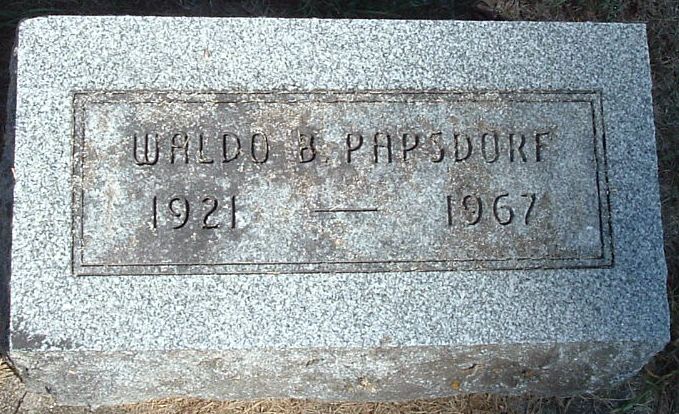 WALDO B. PAPSDORF
1921 — 1967